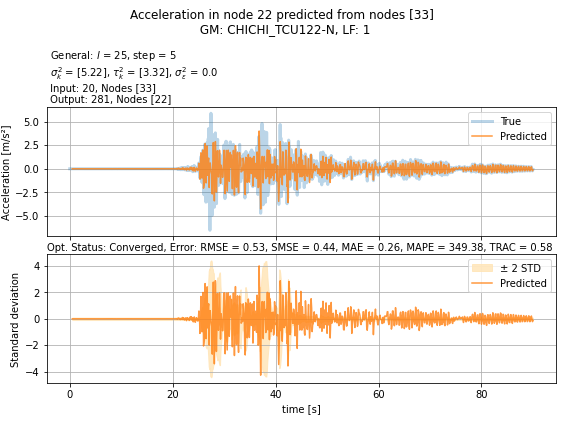 Acceleration in node 22 predicted from nodes [33]
GM: CHICHI_TCU122-N, LF: 1
General: l = 25, step = 5
σ²ₖ = [5.22], τ²ₖ = [3.32], σ²_ε = 0.0
Input: 20, Nodes [33]
Output: 281, Nodes [22]
Acceleration [m/s²]
5.0
2.5
0.0
−2.5
−5.0
True
Predicted
Opt. Status: Converged, Error: RMSE = 0.53, SMSE = 0.44, MAE = 0.26, MAPE = 349.38, TRAC = 0.58
Standard deviation
4
2
0
−2
−4
± 2 STD
Predicted
0 20 40 60 80
time [s]